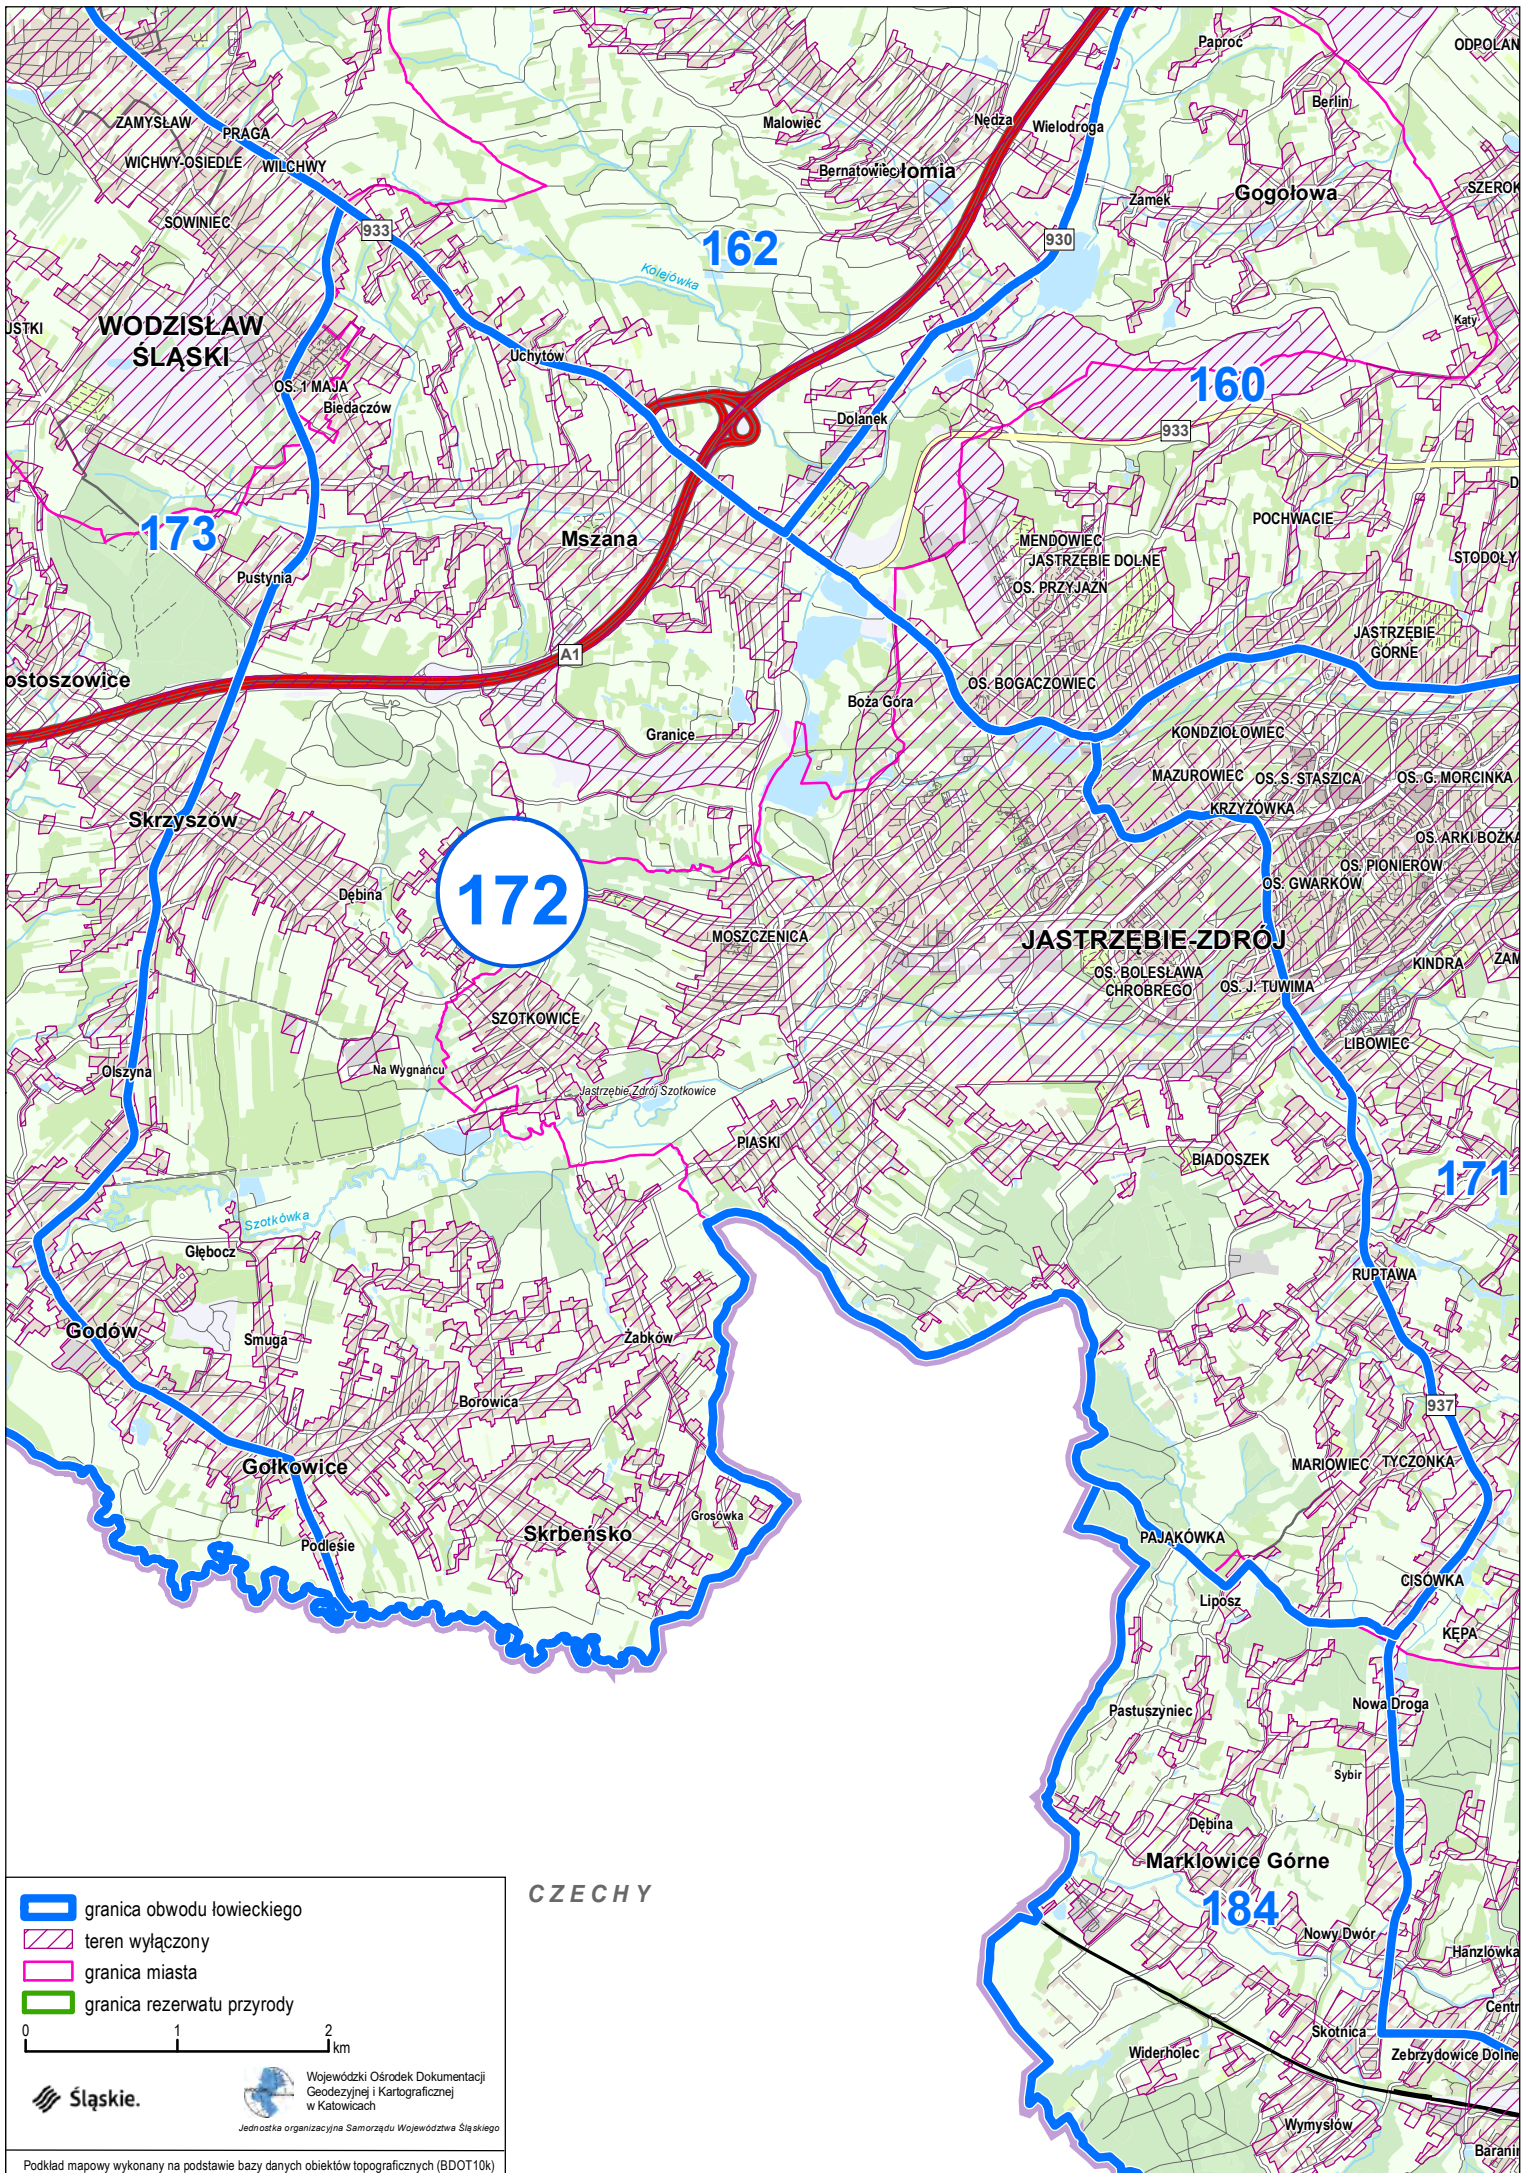 Paproć
ODPOLAN
Berlin
ZAMYSŁAW
PRAGA
Malowiec
Nędza
Wielodroga
WICHWY-OSIEDLE
WILCHWY
Bernatowiec
łomia
Zamek
Gogołowa
SZEROK
SOWINIEC
933
930
162
Kolejówka
USTKI
WODZISŁAW
ŚLĄSKI
Kąty
Uchytów
OS. 1 MAJA
Biedaczów
160
Dolanek
933
173
Mszana
POCHWACIE
MENDOWIEC
JASTRZĘBIE DOLNE
STODOŁY
Pustynia
OS. PRZYJAŹŃ
JASTRZĘBIE
GÓRNE
A1
ostoszowice
OS. BOGACZOWIEC
Boża Góra
Granice
KONDZIOŁOWIEC
MAZUROWIEC
OS. S. STASZICA
OS. G. MORCINKA
KRZYŻÓWKA
Skrzyszów
OS. ARKI BOŻKA
OS. PIONIERÓW
OS. GWARKÓW
Dębina
172
MOSZCZENICA
JASTRZĘBIE-ZDRÓJ
OS. BOLESŁAWA
CHROBREGO
OS. J. TUWIMA
KINDRA
ZAM
SZOTKOWICE
LIBOWIEC
Olszyna
Na Wygnańcu
Jastrzębie Zdrój Szotkowice
PIASKI
BIADOSZEK
171
Szotkówka
Głębocz
RUPTAWA
Godów
Smuga
Żabków
Borowica
937
Gołkowice
MARIOWIEC
TYCZONKA
Grosówka
Skrbeńsko
Podlesie
PAJAKÓWKA
CISÓWKA
Liposz
KĘPA
Pastuszyniec
Nowa Droga
Sybir
Dębina
Marklowice Górne
CZECHY
184
Nowy Dwór
Hanzlówka
Centr
Skotnica
Widerholec
Zebrzydowice Dolne
Wymysłów
Baranin
granica obwodu łowieckiego
teren wyłączony
granica miasta
granica rezerwatu przyrody
0 1 2
km
Śląskie.
Wojewódzki Ośrodek Dokumentacji
Geodezyjnej i Kartograficznej
w Katowicach
Jednostka organizacyjna Samorządu Województwa Śląskiego
Podkład mapowy wykonany na podstawie bazy danych obiektów topograficznych (BDOT10k)